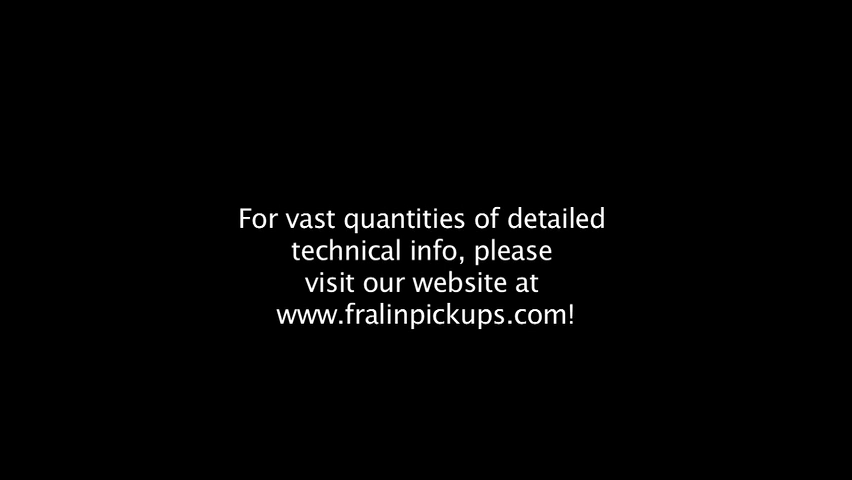 For vast quantities of detailed
technical info, please
visit our website at
www.fralinpickups.com!